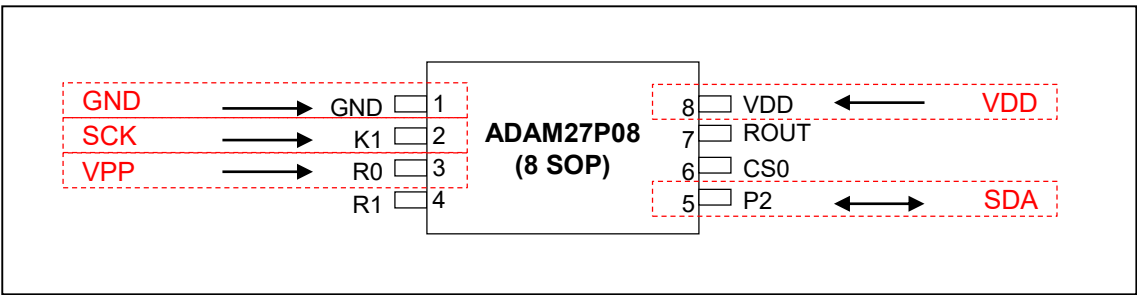 GND GND 1
SCK K1 2
VPP R0 3
R1 4
ADAM27P08
(8 SOP)
8 VDD VDD
7 ROUT
6 CS0
5 P2 SDA